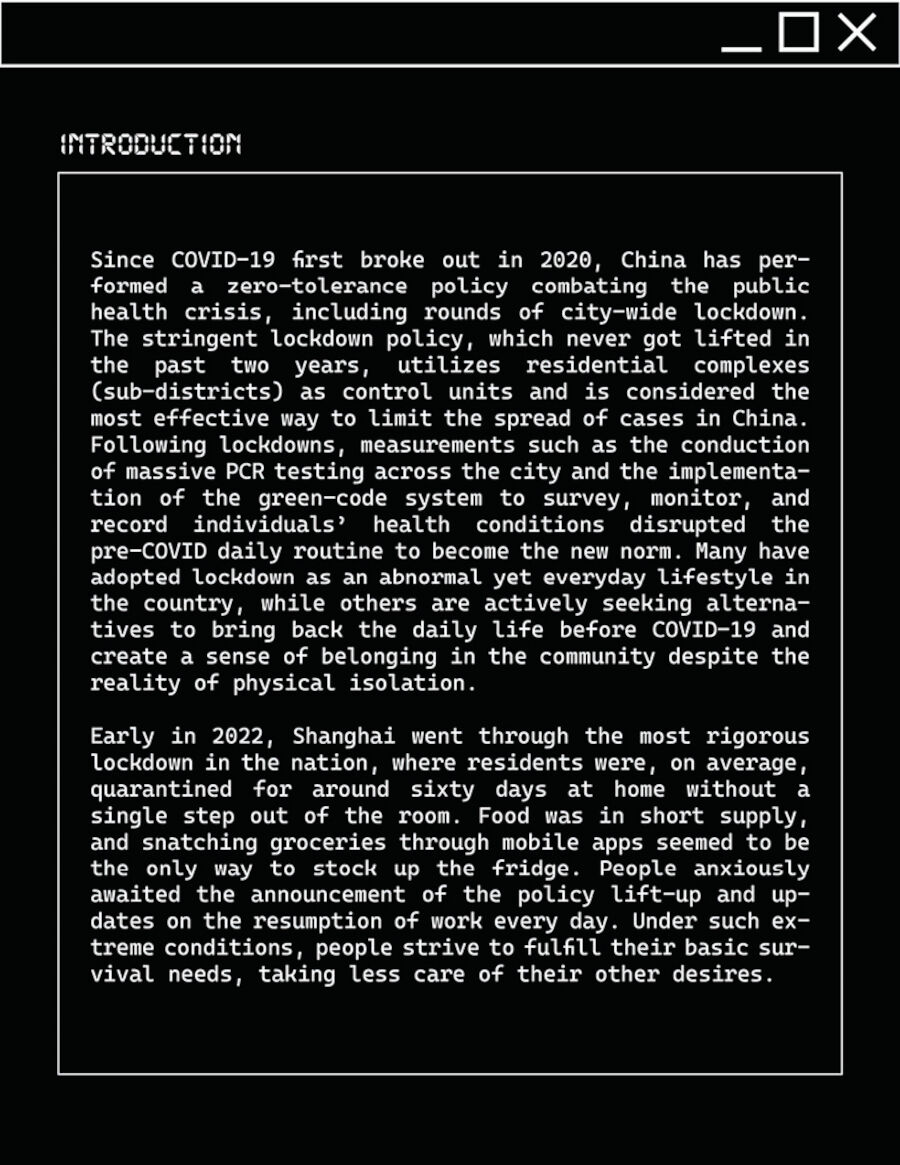 INTRODUCTION
Since COVID-19 first broke out in 2020, China has per-
formed a zero-tolerance policy combating the public
health crisis, including rounds of city-wide lockdown.
The stringent lockdown policy, which never got lifted in
the past two years, utilizes residential complexes
(sub-districts) as control units and is considered the
most effective way to limit the spread of cases in China.
Following lockdowns, measurements such as the conduction
of massive PCR testing across the city and the implementa-
tion of the green-code system to survey, monitor, and
record individuals’ health conditions disrupted the
pre-COVID daily routine to become the new norm. Many have
adopted lockdown as an abnormal yet everyday lifestyle in
the country, while others are actively seeking alterna-
tives to bring back the daily life before COVID-19 and
create a sense of belonging in the community despite the
reality of physical isolation.
Early in 2022, Shanghai went through the most rigorous
lockdown in the nation, where residents were, on average,
quarantined for around sixty days at home without a
single step out of the room. Food was in short supply,
and snatching groceries through mobile apps seemed to be
the only way to stock up the fridge. People anxiously
awaited the announcement of the policy lift-up and up-
dates on the resumption of work every day. Under such ex-
treme conditions, people strive to fulfill their basic sur-
vival needs, taking less care of their other desires.